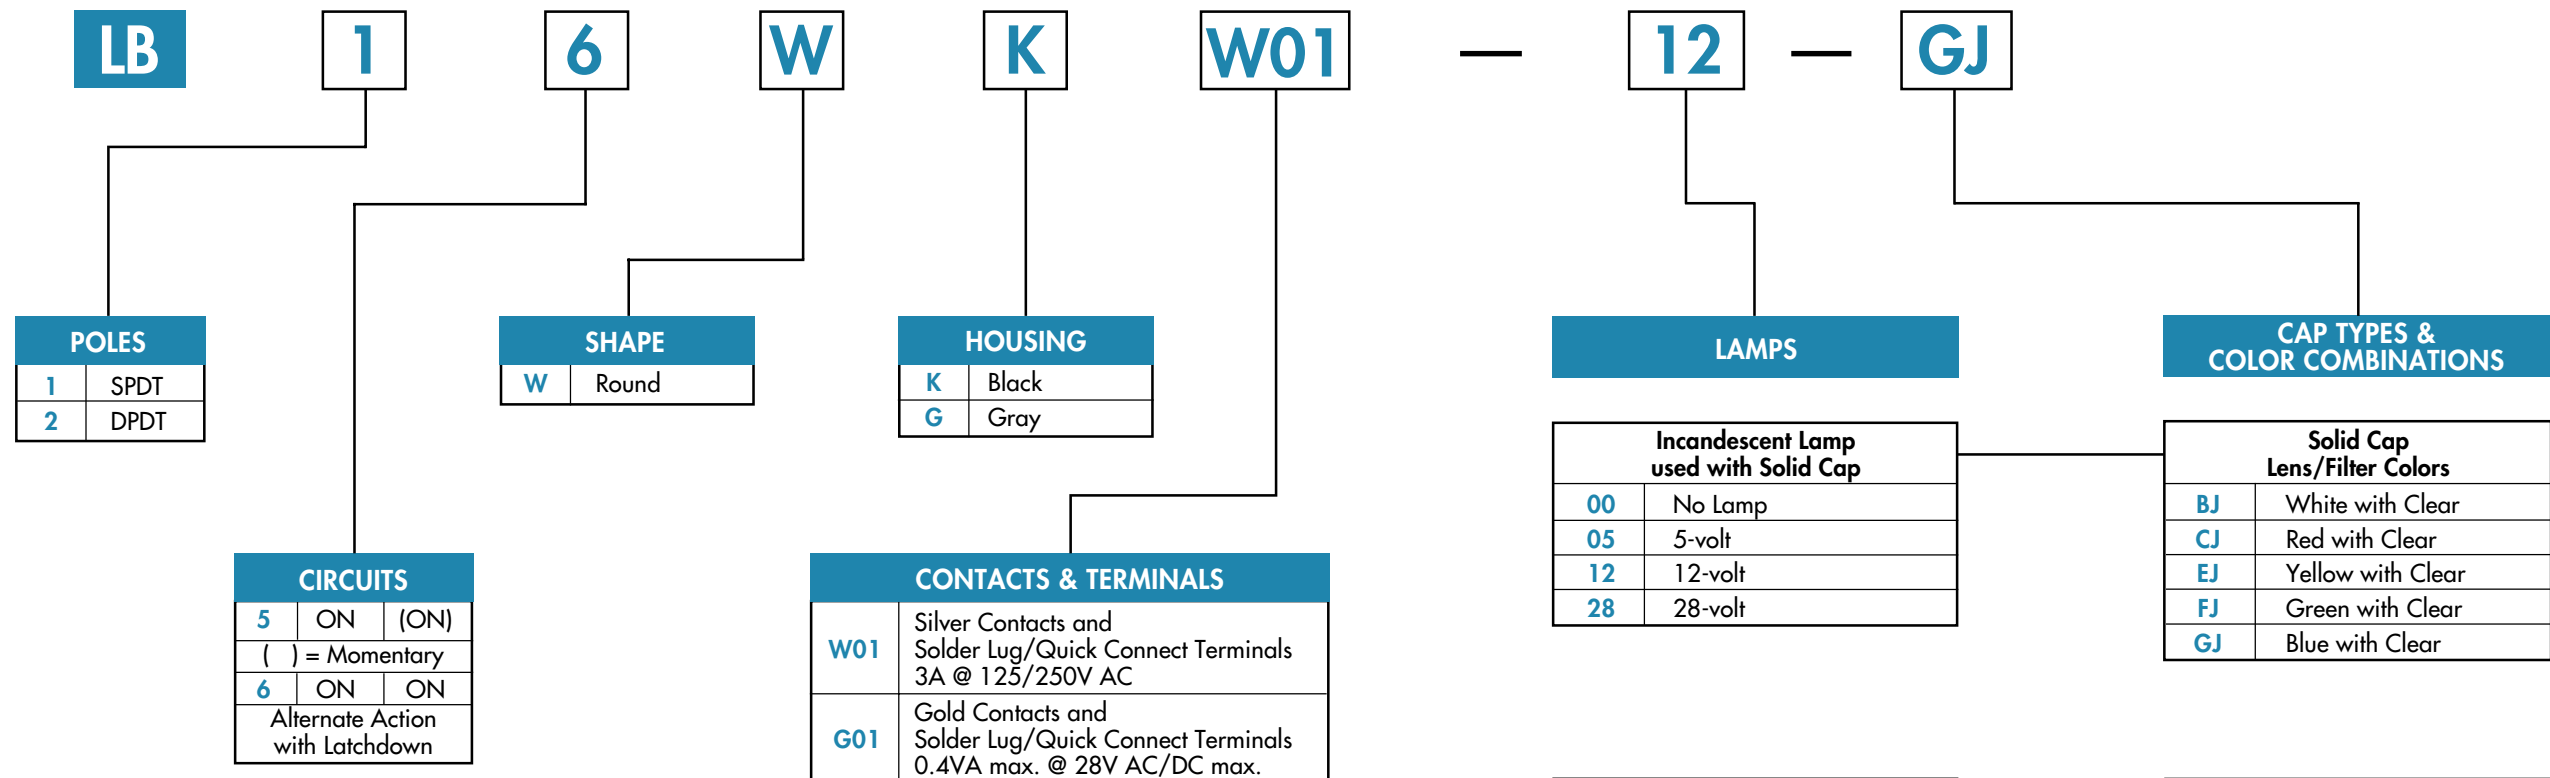 LB 1 6 W K W01 — 12 — GJ
POLES
1 SPDT
2 DPDT
SHAPE
W Round
HOUSING
K Black
G Gray
LAMPS
CAP TYPES &
COLOR COMBINATIONS
Incandescent Lamp
used with Solid Cap
00 No Lamp
05 5-volt
12 12-volt
28 28-volt
Solid Cap
Lens/Filter Colors
BJ White with Clear
CJ Red with Clear
EJ Yellow with Clear
FJ Green with Clear
GJ Blue with Clear
CIRCUITS
5 ON (ON)
( ) = Momentary
6 ON ON
Alternate Action
with Latchdown
CONTACTS & TERMINALS
W01 Silver Contacts and
Solder Lug/Quick Connect Terminals
3A @ 125/250V AC
G01 Gold Contacts and
Solder Lug/Quick Connect Terminals
0.4VA max. @ 28V AC/DC max.